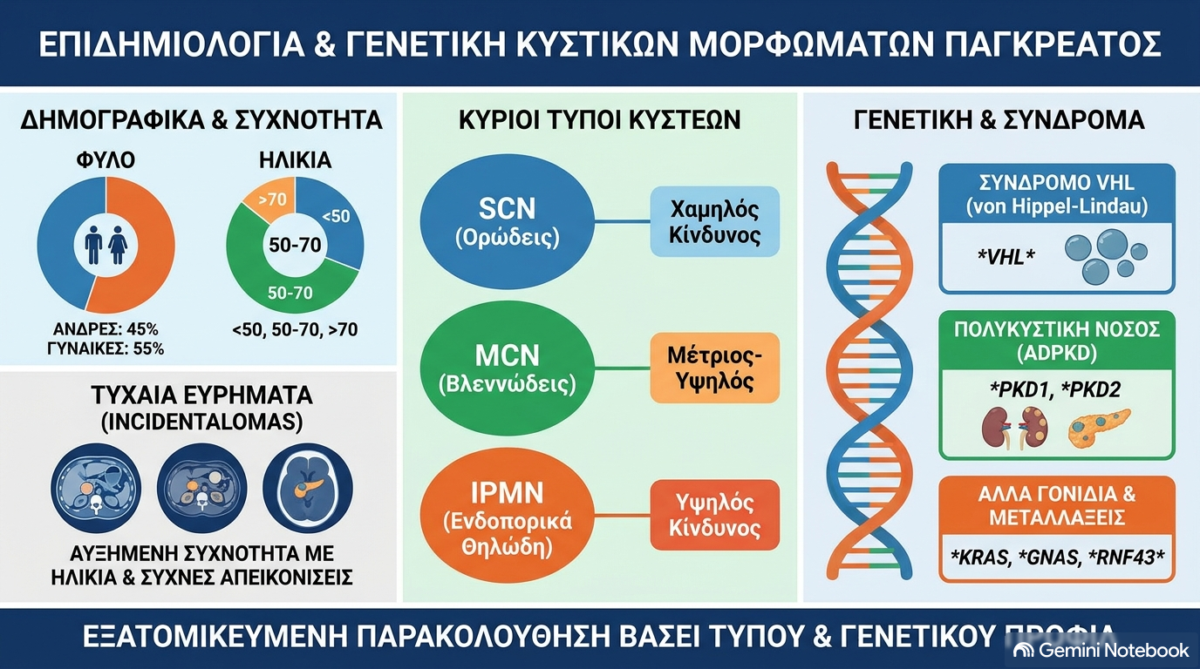 ΕΠΙΔΗΜΙΟΛΟΓΙΑ & ΓΕΝΕΤΙΚΗ ΚΥΣΤΙΚΩΝ ΜΟΡΦΩΜΑΤΩΝ ΠΑΓΚΡΕΑΤΟΣ
ΔΗΜΟΓΡΑΦΙΚΑ & ΣΥΧΝΟΤΗΤΑ
ΦΥΛΟ
ΑΝΔΡΕΣ: 45%
ΓΥΝΑΙΚΕΣ: 55%
ΗΛΙΚΙΑ
>70
<50
50-70
50-70
<50, 50-70, >70
ΤΥΧΑΙΑ ΕΥΡΗΜΑΤΑ
(INCIDENTALOMAS)
ΑΥΞΗΜΕΝΗ ΣΥΧΝΟΤΗΤΑ ΜΕ
ΗΛΙΚΙΑ & ΣΥΧΝΕΣ ΑΠΕΙΚΟΝΙΣΕΙΣ
ΚΥΡΙΟΙ ΤΥΠΟΙ ΚΥΣΤΕΩΝ
SCN
(Ορώδεις)
Χαμηλός
Κίνδυνος
MCN
(Βλεννώδεις)
Μέτριος-
Υψηλός
IPMN
(Ενδοπορικά
Θηλώδη)
Υψηλός
Κίνδυνος
ΓΕΝΕΤΙΚΗ & ΣΥΝΔΡΟΜΑ
ΣΥΝΔΡΟΜΟ VHL
(von Hippel-Lindau)
*VHL*
ΠΟΛΥΚΥΣΤΙΚΗ ΝΟΣΟΣ
(ADPKD)
*PKD1, *PKD2
ΑΛΛΑ ΓΟΝΙΔΙΑ &
ΜΕΤΑΛΛΑΞΕΙΣ
*KRAS, *GNAS, *RNF43*
ΕΞΑΤΟΜΙΚΕΥΜΕΝΗ ΠΑΡΑΚΟΛΟΥΘΗΣΗ ΒΑΣΕΙ ΤΥΠΟΥ & ΓΕΝΕΤΙΚΟΥ
Gemini Notebook